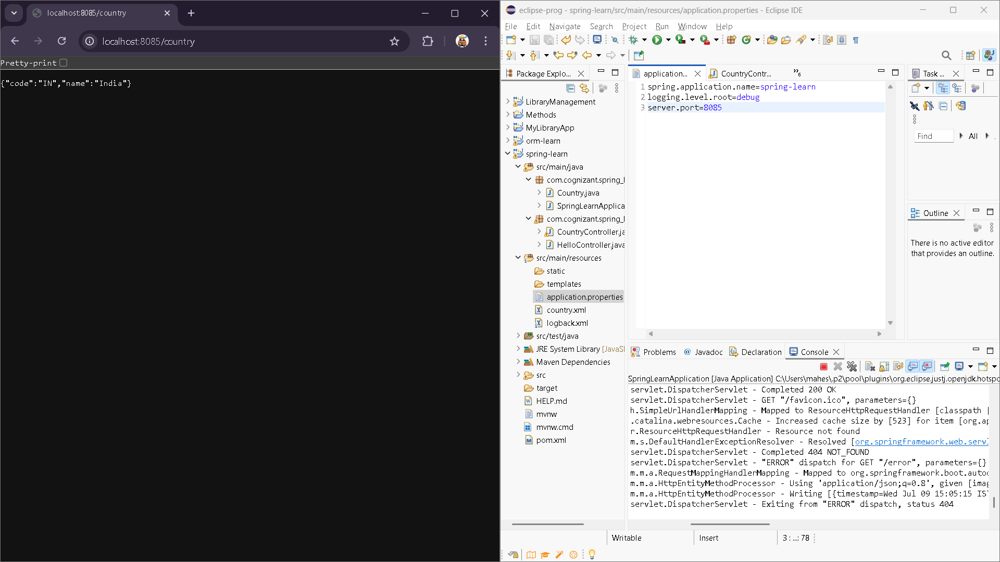 localhost:8085/country
localhost:8085/country
Pretty-print
{"code":"IN","name":"India"}
eclipse-prog - spring-learn/src/main/resources/application.properties - Eclipse IDE
File Edit Navigate Search Project Run Window Help
Package Explo...
LibraryManagement
Methods
MyLibraryApp
orm-learn
spring-learn
src/main/java
com.cognizant.spring_l
Country.java
SpringLearnApplica
com.cognizant.spring_l
CountryController.ja
HelloController.java
src/main/resources
static
templates
application.properties
country.xml
logback.xml
src/test/java
JRE System Library [JavaSI
Maven Dependencies
src
target
HELP.md
mvnw
mvnw.cmd
pom.xml
application... CountryContr... »6
1 spring.application.name=spring-learn
2 logging.level.root=debug
3 server.port=8085
Task ...
Find All .
Outline
There is no active editor
that provides an outline.
Problems @ Javadoc Declaration Console
SpringLearnApplication [Java Application] C:\Users\mahes\.p2\pool\plugins\org.eclipse.justj.openjdk.hotspo
servlet.DispatcherServlet - Completed 200 OK
servlet.DispatcherServlet - GET "/favicon.ico", parameters={}
h.SimpleUrlHandlerMapping - Mapped to ResourceHttpRequestHandler [classpath [
.catalina.webresources.Cache - Increased cache size by [523] for item [org.ap
r.ResourceHttpRequestHandler - Resource not found
m.s.DefaultHandlerExceptionResolver - Resolved [org.springframework.web.servl
servlet.DispatcherServlet - Completed 404 NOT_FOUND
servlet.DispatcherServlet - "ERROR" dispatch for GET "/error", parameters={}
m.m.a.RequestMappingHandlerMapping - Mapped to org.springframework.boot.autoc
m.m.a.HttpEntityMethodProcessor - Using 'application/json;q=0.8', given [imag
m.m.a.HttpEntityMethodProcessor - Writing [{timestamp=Wed Jul 09 15:05:15 IST
servlet.DispatcherServlet - Exiting from "ERROR" dispatch, status 404
Writable Insert 3 : ...: 78